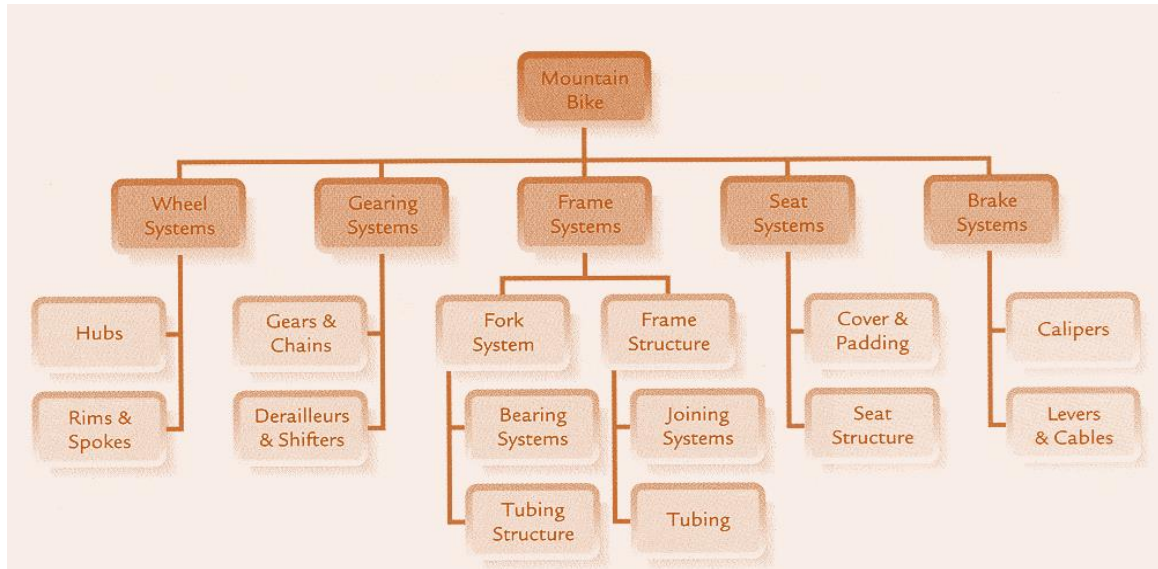 Mountain
Bike
Wheel
Systems
Gearing
Systems
Frame
Systems
Seat
Systems
Brake
Systems
Hubs
Gears &
Chains
Fork
System
Frame
Structure
Cover &
Padding
Calipers
Rims &
Spokes
Derailleurs
& Shifters
Bearing
Systems
Joining
Systems
Seat
Structure
Levers
& Cables
Tubing
Structure
Tubing